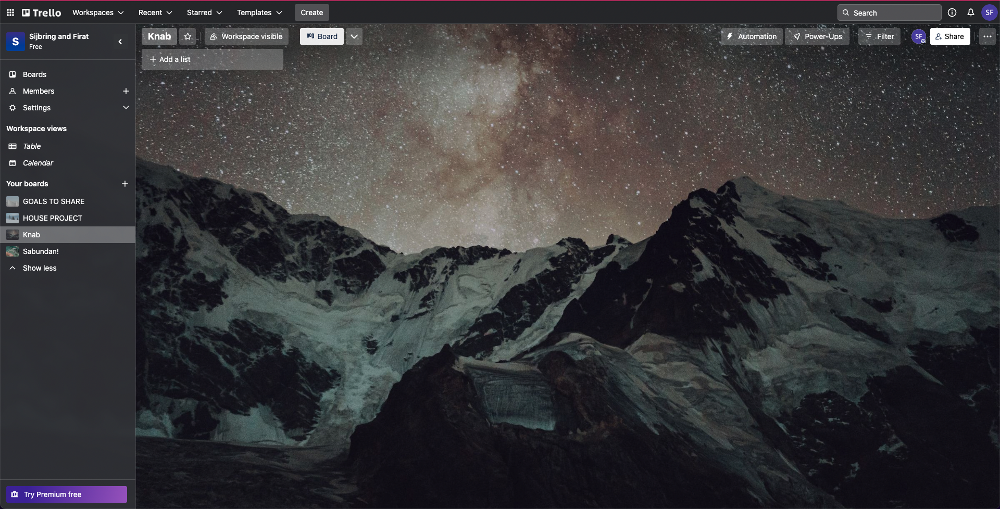 Trello Workspaces Recent Starred Templates Create Search SF
S Sijbring and Firat
Free
Knab Workspace visible Board Automation Power-Ups Filter SF Share
Add a list
Boards
Members
Settings
Workspace views
Table
Calendar
Your boards
GOALS TO SHARE
HOUSE PROJECT
Knab
Sabundan!
Show less
Try Premium free